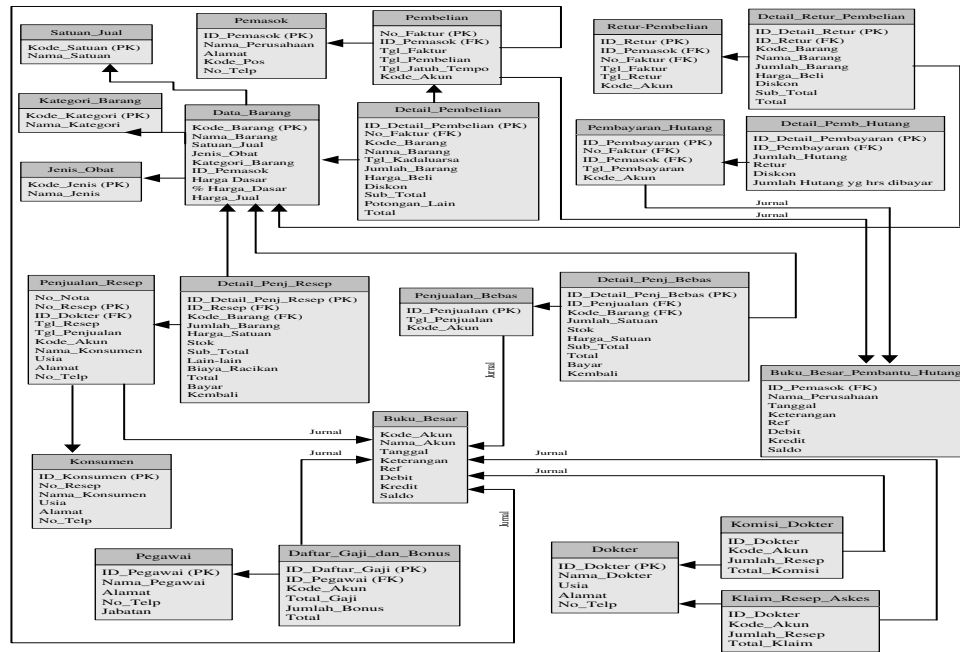 Satuan_Jual
Kode_Satuan (PK)
Nama_Satuan
Pemasok
ID_Pemasok (PK)
Nama_Perusahaan
Alamat
Kode_Pos
No_Telp
Pembelian
No_Faktur (PK)
ID_Pemasok (FK)
Tgl_Faktur
Tgl_Pembelian
Tgl_Jatuh_Tempo
Kode_Akun
Retur-Pembelian
ID_Retur (PK)
ID_Pemasok (FK)
No_Faktur (FK)
Tgl_Faktur
Tgl_Retur
Kode_Akun
Detail_Retur_Pembelian
ID_Detail_Retur (PK)
ID_Retur (FK)
Kode_Barang
Nama_Barang
Jumlah_Barang
Harga_Beli
Diskon
Sub_Total
Total
Kategori_Barang
Kode_Kategori (PK)
Nama_Kategori
Data_Barang
Kode_Barang (PK)
Nama_Barang
Satuan_Jual
Jenis_Obat
Kategori_Barang
ID_Pemasok
Harga Dasar
% Harga_Dasar
Harga_Jual
Detail_Pembelian
ID_Detail_Pembelian (PK)
No_Faktur (FK)
Kode_Barang
Nama_Barang
Tgl_Kadaluarsa
Jumlah_Barang
Harga_Beli
Diskon
Sub_Total
Potongan_Lain
Total
Pembayaran_Hutang
ID_Pembayaran (PK)
No_Faktur (FK)
ID_Pemasok (FK)
Tgl_Pembayaran
Kode_Akun
Detail_Pemb_Hutang
ID_Detail_Pembayaran (PK)
ID_Pembayaran (FK)
Jumlah_Hutang
Retur
Diskon
Jumlah Hutang yg hrs dibayar
Jenis_Obat
Kode_Jenis (PK)
Nama_Jenis
Jurnal
Jurnal
Penjualan_Resep
No_Nota
No_Resep (PK)
ID_Dokter (FK)
Tgl_Resep
Tgl_Penjualan
Kode_Akun
Nama_Konsumen
Usia
Alamat
No_Telp
Detail_Penj_Resep
ID_Detail_Penj_Resep (PK)
ID_Resep (FK)
Kode_Barang (FK)
Jumlah_Barang
Harga_Satuan
Stok
Sub_Total
Lain-lain
Biaya_Racikan
Total
Bayar
Kembali
Penjualan_Bebas
ID_Penjualan (PK)
Tgl_Penjualan
Kode_Akun
Detail_Penj_Bebas
ID_Detail_Penj_Bebas (PK)
ID_Penjualan (FK)
Kode_Barang (FK)
Jumlah_Satuan
Stok
Harga_Satuan
Sub_Total
Total
Bayar
Kembali
Buku_Besar_Pembantu_Hutang
ID_Pemasok (FK)
Nama_Perusahaan
Tanggal
Keterangan
Ref
Debit
Kredit
Saldo
Jurnal
Buku_Besar
Kode_Akun
Nama_Akun
Tanggal
Keterangan
Ref
Debit
Kredit
Saldo
Jurnal
Jurnal
Jurnal
Jurnal
Jurnal
Konsumen
ID_Konsumen (PK)
No_Resep
Nama_Konsumen
Usia
Alamat
No_Telp
Pegawai
ID_Pegawai (PK)
Nama_Pegawai
Alamat
No_Telp
Jabatan
Daftar_Gaji_dan_Bonus
ID_Daftar_Gaji (PK)
ID_Pegawai (FK)
Kode_Akun
Total_Gaji
Jumlah_Bonus
Total
Dokter
ID_Dokter (PK)
Nama_Dokter
Usia
Alamat
No_Telp
Komisi_Dokter
ID_Dokter
Kode_Akun
Jumlah_Resep
Total_Komisi
Klaim_Resep_Askes
ID_Dokter
Kode_Akun
Jumlah_Resep
Total_Klaim